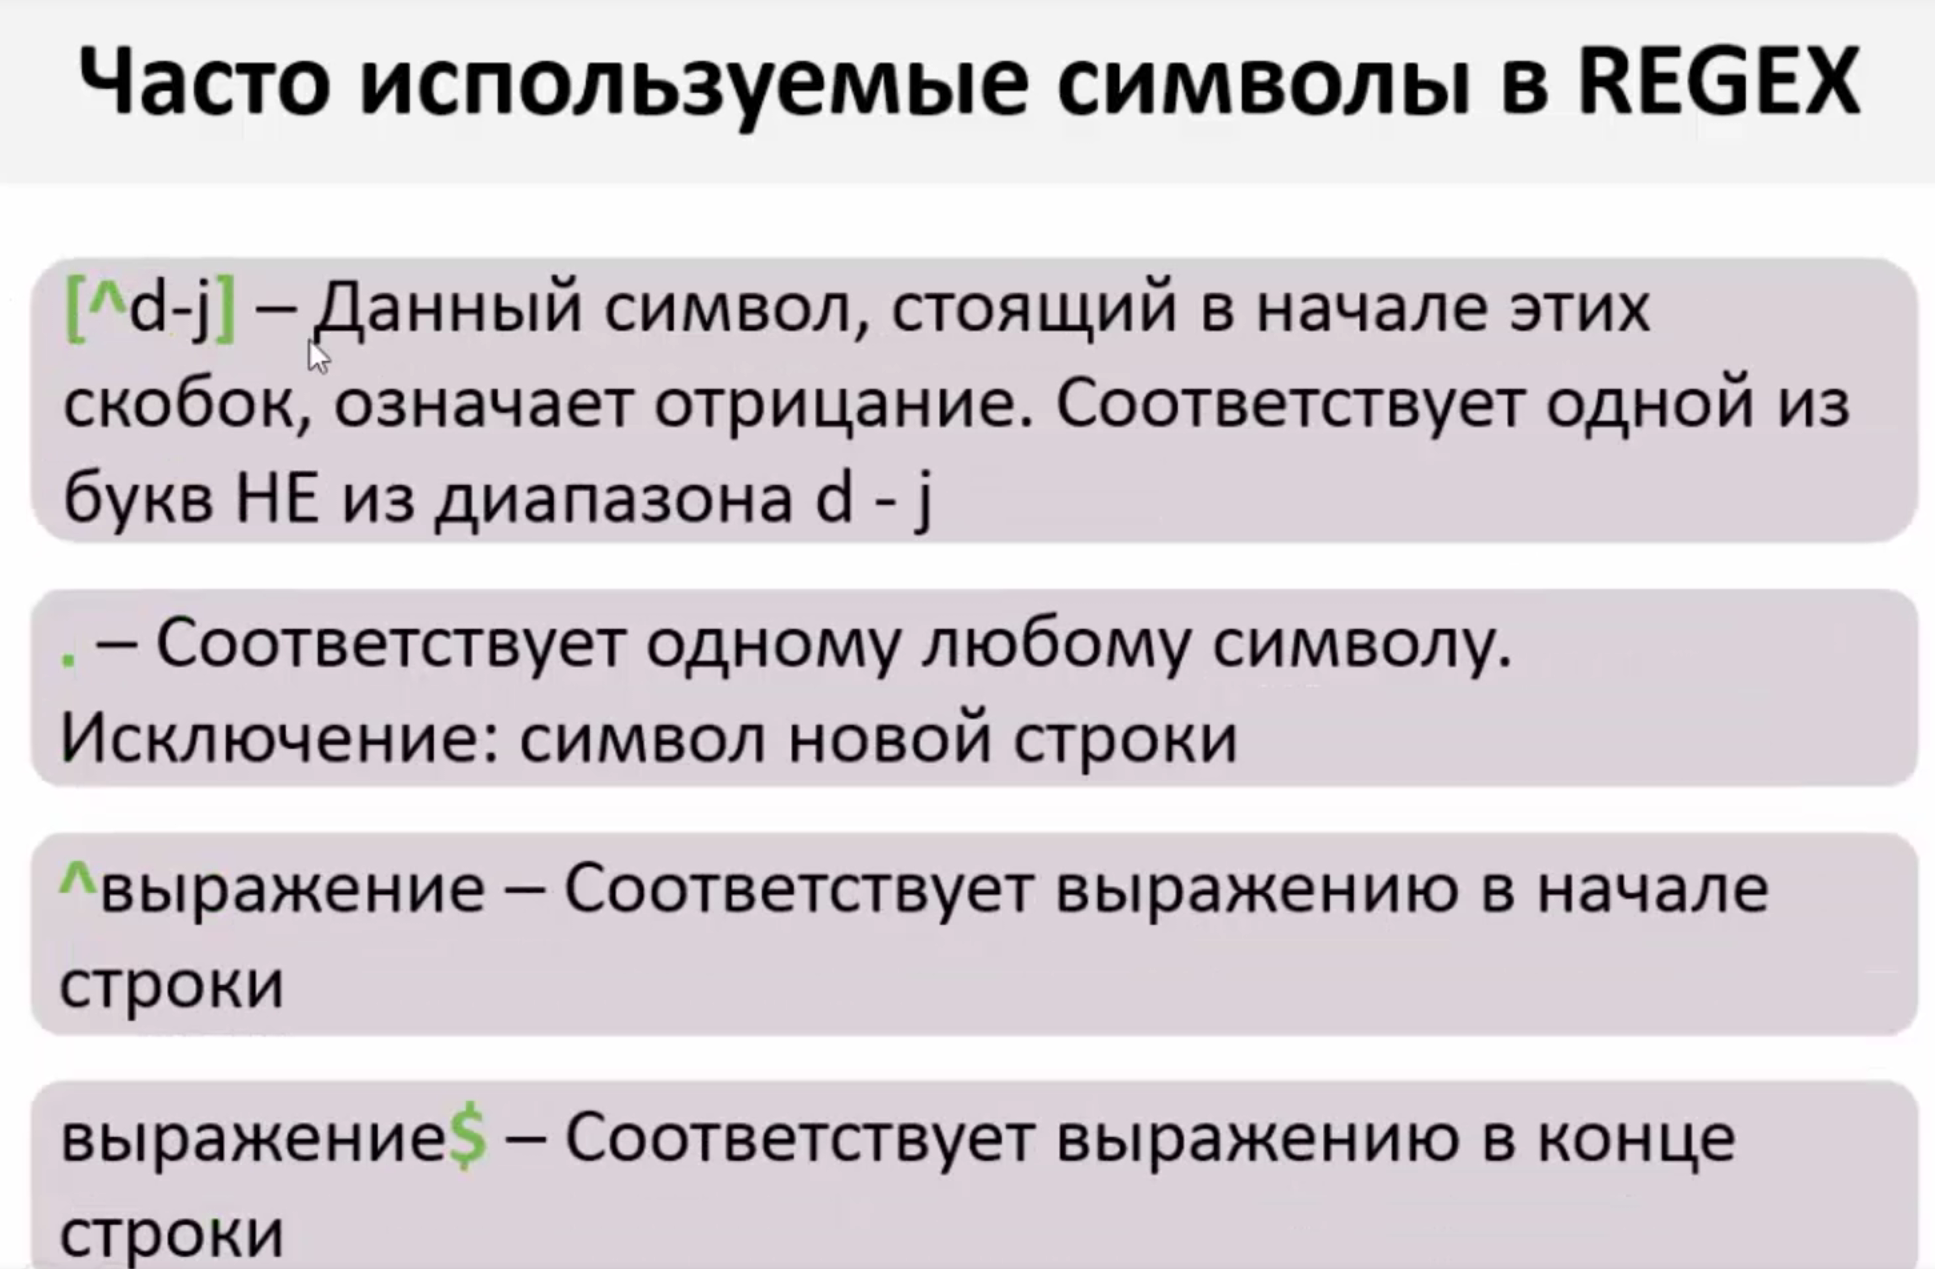 Часто используемые символы в REGEX
[^d-j] – Данный символ, стоящий в начале этих
скобок, означает отрицание. Соответствует одной из
букв НЕ из диапазона d - j
. – Соответствует одному любому символу.
Исключение: символ новой строки
^выражение – Соответствует выражению в начале
строки
выражение$ – Соответствует выражению в конце
строки